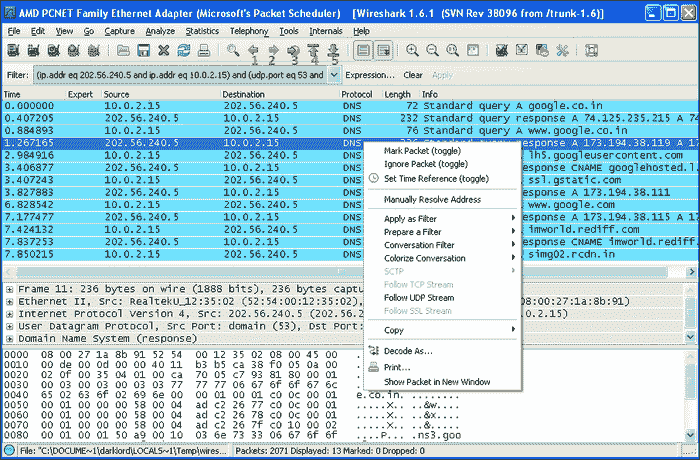 AMD PCNET Family Ethernet Adapter (Microsoft's Packet Scheduler) [Wireshark 1.6.1 (SVN Rev 38096 from /trunk-1.6)]
File Edit View Go Capture Analyze Statistics Telephony Tools Internals Help
1 2 3 4 5
Filter: (ip.addr eq 202.56.240.5 and ip.addr eq 10.0.2.15) and (udp.port eq 53 and Expression... Clear Apply
Time Expert Source Destination Protocol Length Info
0.000000 10.0.2.15 202.56.240.5 DNS 72 Standard query A google.co.in
0.407205 202.56.240.5 10.0.2.15 DNS 232 Standard query response A 74.125.235.215 A 74
0.884893 10.0.2.15 202.56.240.5 DNS 76 Standard query A www.google.co.in
1.267165 202.56.240.5 10.0.2.15 DNS 236 Standard query response A 173.194.38.119 A 17
2.984916 10.0.2.15 202.56.240.5 lh5.googleusercontent.com
3.406877 202.56.240.5 10.0.2.15 response CNAME googlehosted.l
3.407243 10.0.2.15 202.56.240.5 ssl.gstatic.com
3.827883 202.56.240.5 10.0.2.15 response A 173.194.38.111
6.828542 10.0.2.15 202.56.240.5 www.google.com
7.177477 202.56.240.5 10.0.2.15 response A 173.194.38.115 A 17
7.424132 10.0.2.15 202.56.240.5 imworld.rediff.com
7.837253 202.56.240.5 10.0.2.15 response CNAME imworld.rediff
7.850215 10.0.2.15 202.56.240.5 simg02.rcdn.in
Mark Packet (toggle)
Ignore Packet (toggle)
Set Time Reference (toggle)
Manually Resolve Address
Apply as Filter
Prepare a Filter
Conversation Filter
Colorize Conversation
SCTP
Follow TCP Stream
Follow UDP Stream
Follow SSL Stream
Copy
Decode As...
Print...
Show Packet in New Window
Frame 11: 236 bytes on wire (1888 bits), 236 bytes captu
Ethernet II, Src: RealtekU_12:35:02 (52:54:00:12:35:02), 08:00:27:1a:8b:91)
Internet Protocol Version 4, Src: 202.56.240.5 (202.56.2 .15)
User Datagram Protocol, Src Port: domain (53), Dst Port:
Domain Name System (response)
0000 08 00 27 1a 8b 91 52 54 00 12 35 02 08 00 45 00
0010 00 de 00 0d 00 00 40 11 b3 b5 ca 38 f0 05 0a 00
0020 02 0f 00 35 04 01 00 ca 70 05 c7 93 81 80 00 01
0030 00 03 00 03 00 03 03 77 77 77 06 67 6f 6f 67 6c
0040 65 02 63 6f 02 69 6e 00 00 01 00 01 c0 0c 00 01 e.co.in. ........
0050 00 01 00 00 00 58 00 04 ad c2 26 77 c0 0c 00 01 .....X.. ..&w....
0060 00 01 00 00 00 58 00 04 ad c2 26 78 c0 0c 00 01 .....X.. ..&x....
0070 00 01 00 00 00 58 00 04
0080 00 01 00 01 50 a9 00 10 03 6e 73 33 06 67 6f 6f ....P... .ns3.goo
File: "C:\DOCUME~1\darklord\LOCALS~1\Temp\wires... Packets: 2071 Displayed: 13 Marked: 0 Dropped: 0